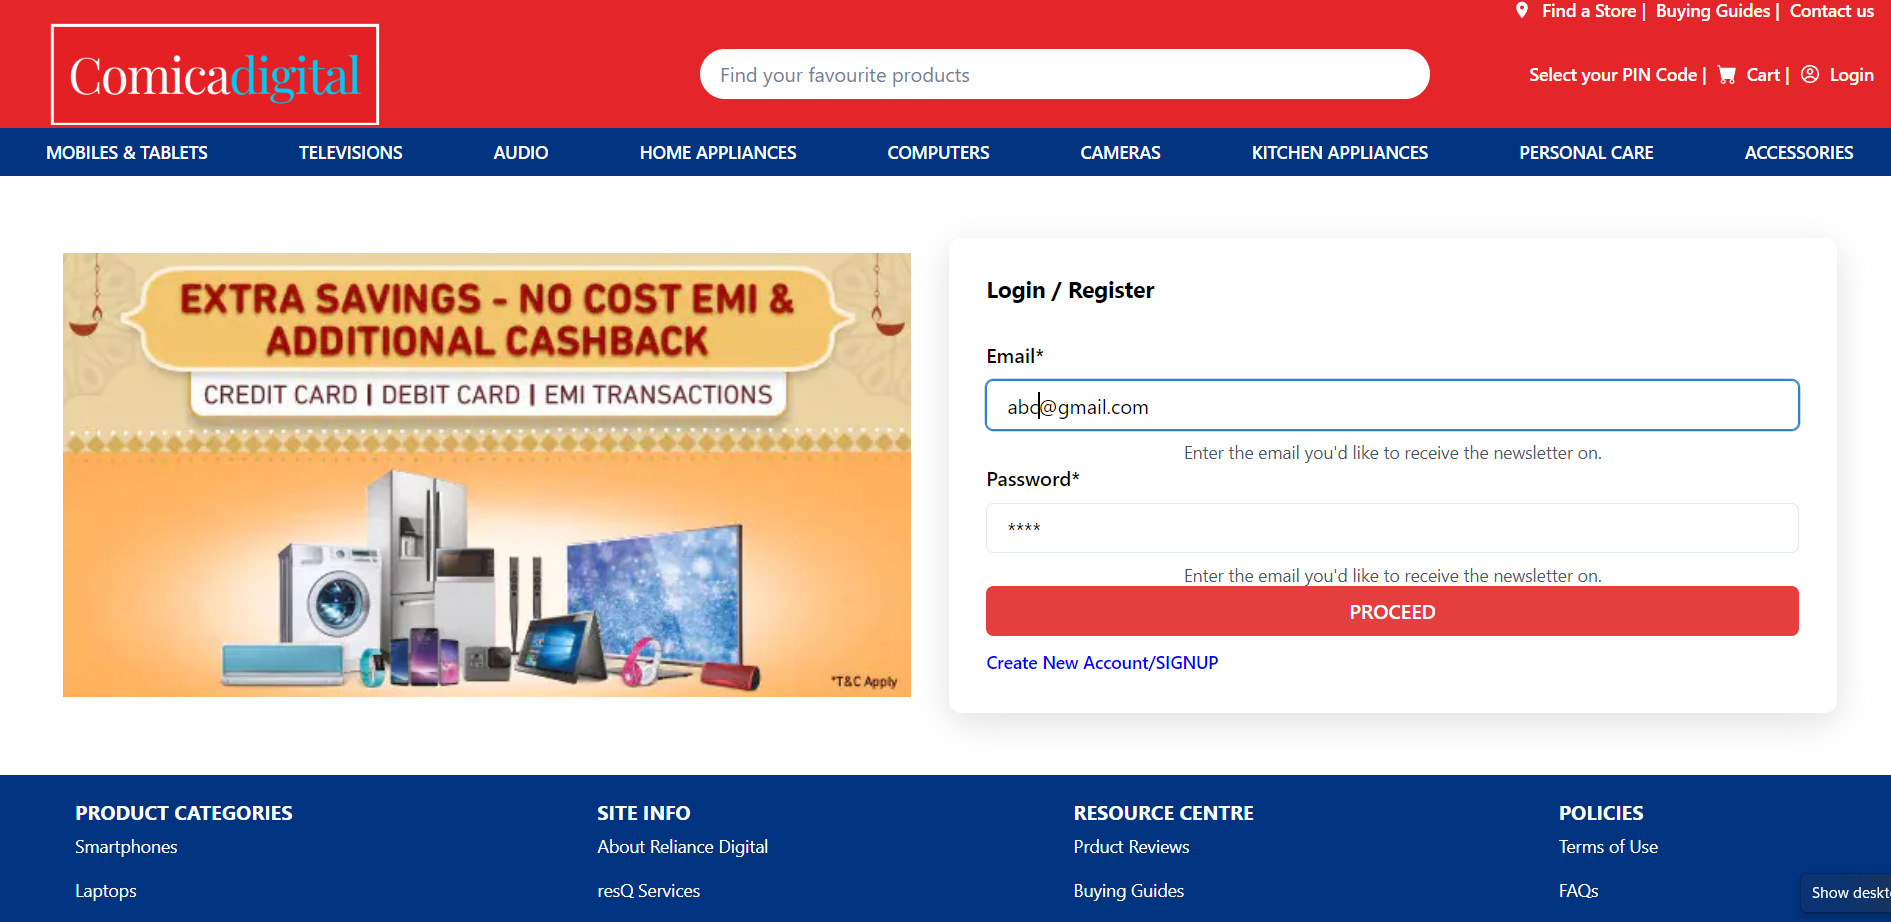 Find a Store | Buying Guides | Contact us
Comicadigital
Find your favourite products
Select your PIN Code | Cart | Login
MOBILES & TABLETS TELEVISIONS AUDIO HOME APPLIANCES COMPUTERS CAMERAS KITCHEN APPLIANCES PERSONAL CARE ACCESSORIES
EXTRA SAVINGS - NO COST EMI &
ADDITIONAL CASHBACK
CREDIT CARD | DEBIT CARD | EMI TRANSACTIONS
*T&C Apply
Login / Register
Email*
abc@gmail.com
Enter the email you'd like to receive the newsletter on.
Password*
****
Enter the email you'd like to receive the newsletter on.
PROCEED
Create New Account/SIGNUP
PRODUCT CATEGORIES SITE INFO RESOURCE CENTRE POLICIES
Smartphones About Reliance Digital Prduct Reviews Terms of Use
Laptops resQ Services Buying Guides FAQs
Show deskt